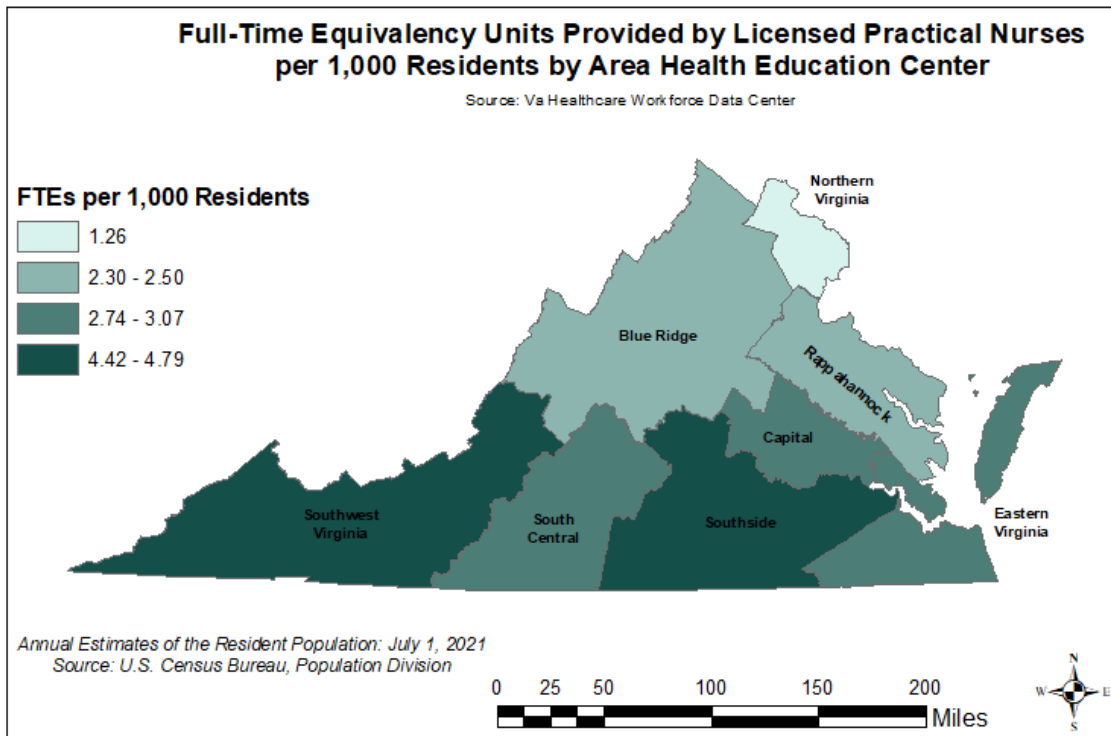 Full-Time Equivalency Units Provided by Licensed Practical Nurses
per 1,000 Residents by Area Health Education Center
Source: Va Healthcare Workforce Data Center
FTEs per 1,000 Residents
1.26
2.30 - 2.50
2.74 - 3.07
4.42 - 4.79
Northern
Virginia
Blue Ridge
Rappahannock
Capital
Southwest
Virginia
South
Central
Southside
Eastern
Virginia
Annual Estimates of the Resident Population: July 1, 2021
Source: U.S. Census Bureau, Population Division
0 25 50 100 150 200
Miles
N
W E
S